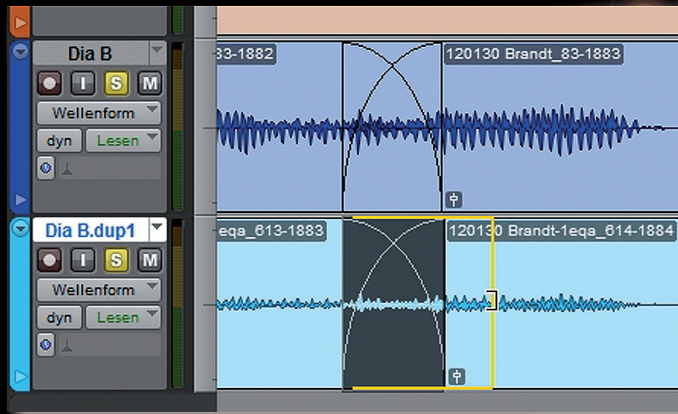 Dia B
33-1882
120130 Brandt_83-1883
I S M
Wellenform
dyn Lesen
Dia B.dup1
eqa_613-1883
120130 Brandt-1eqa_614-1884
I S M
Wellenform
dyn Lesen